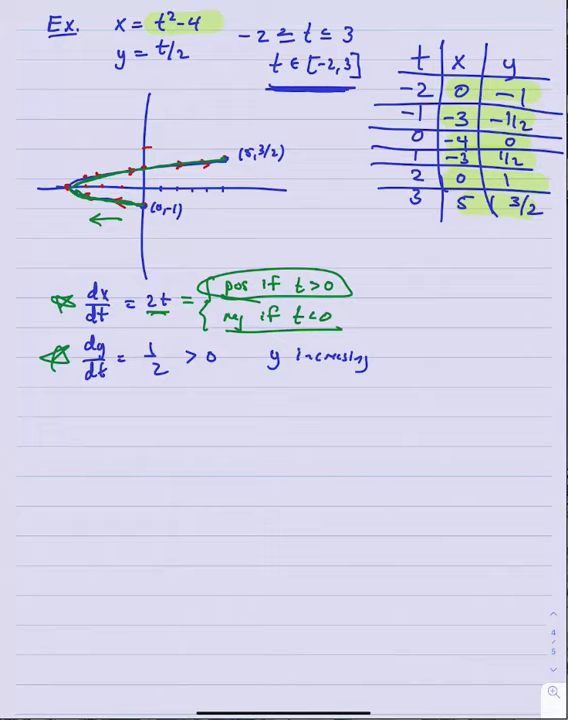 Ex. x = t²-4 -2 ≤ t ≤ 3
y = t/2 t ∈ [-2,3]
t x y
-2 0 -1
-1 -3 -1/2
0 -4 0
1 -3 1/2
2 0 1
3 5 3/2
(5,3/2)
(0,-1)
dx/dt = 2t = { pos if t>0
neg if t<0
dy/dt = 1/2 > 0 y increasing
4
/
5